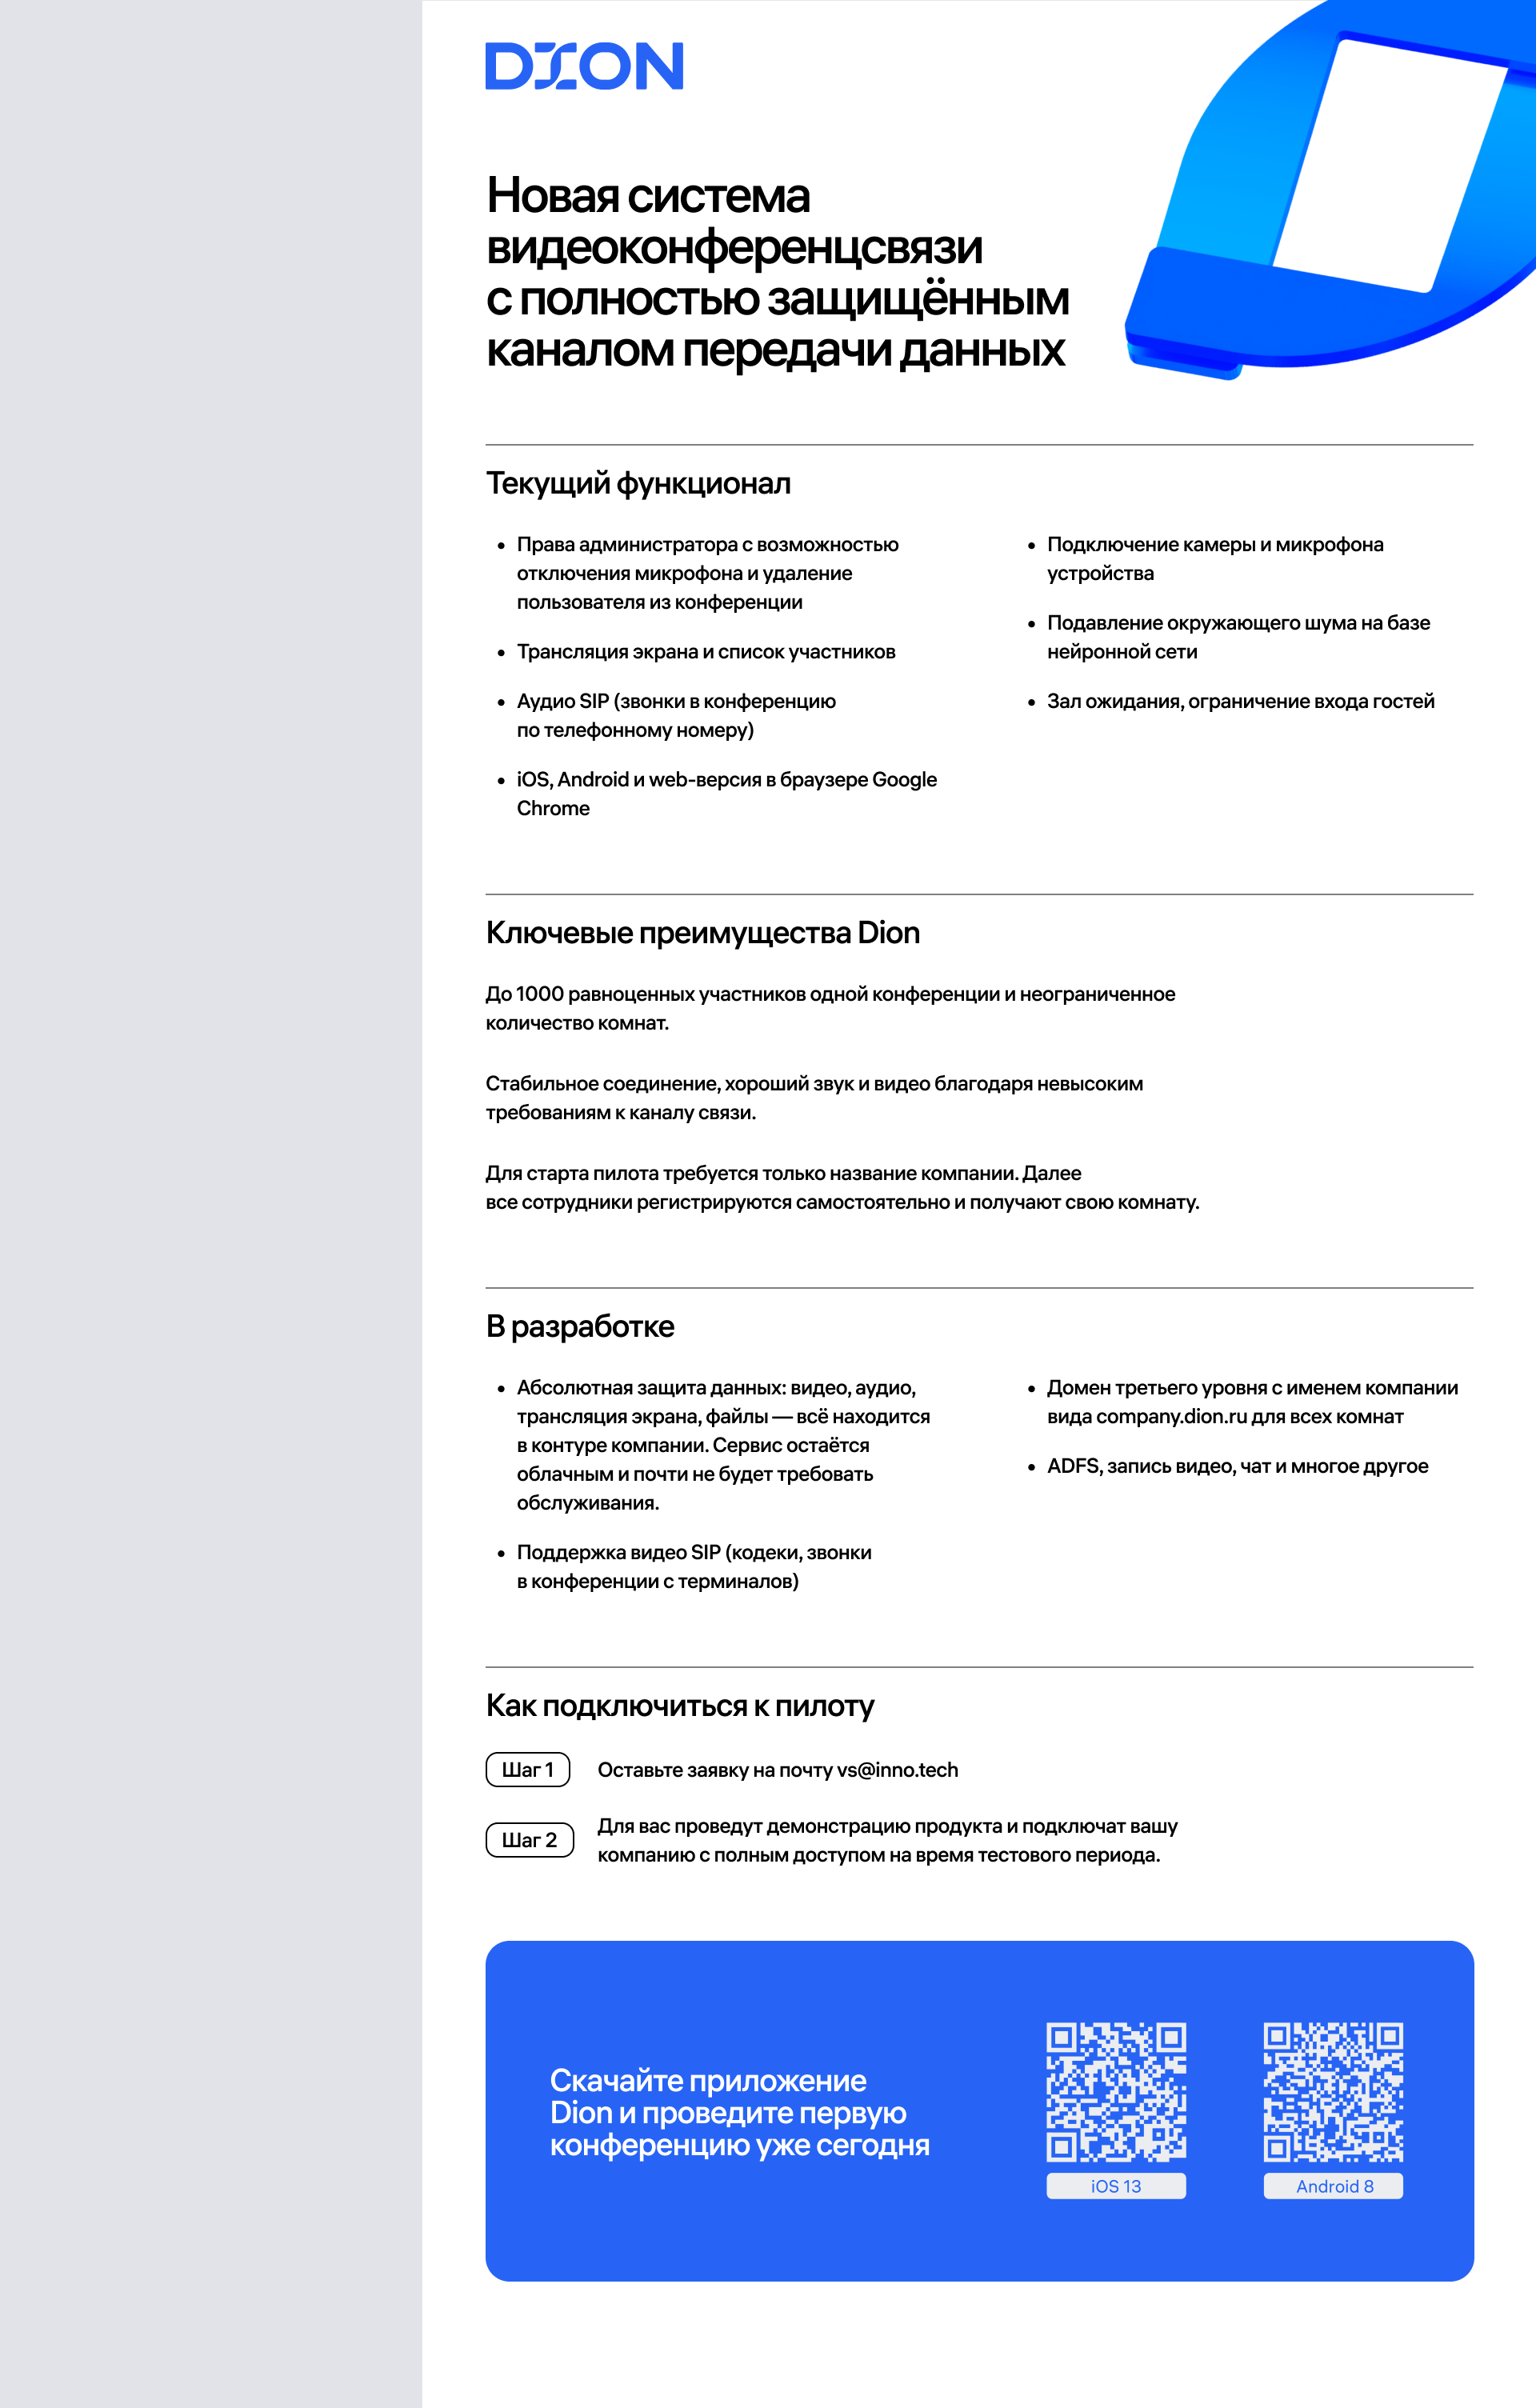 DION
Новая система
видеоконференцсвязи
с полностью защищённым
каналом передачи данных
Текущий функционал
Права администратора с возможностью
отключения микрофона и удаление
пользователя из конференции
Трансляция экрана и список участников
Аудио SIP (звонки в конференцию
по телефонному номеру)
iOS, Android и web-версия в браузере Google
Chrome
Подключение камеры и микрофона
устройства
Подавление окружающего шума на базе
нейронной сети
Зал ожидания, ограничение входа гостей
Ключевые преимущества Dion
До 1000 равноценных участников одной конференции и неограниченное
количество комнат.
Стабильное соединение, хороший звук и видео благодаря невысоким
требованиям к каналу связи.
Для старта пилота требуется только название компании. Далее
все сотрудники регистрируются самостоятельно и получают свою комнату.
В разработке
Абсолютная защита данных: видео, аудио,
трансляция экрана, файлы — всё находится
в контуре компании. Сервис остаётся
облачным и почти не будет требовать
обслуживания.
Поддержка видео SIP (кодеки, звонки
в конференции с терминалов)
Домен третьего уровня с именем компании
вида company.dion.ru для всех комнат
ADFS, запись видео, чат и многое другое
Как подключиться к пилоту
Шаг 1
Оставьте заявку на почту vs@inno.tech
Шаг 2
Для вас проведут демонстрацию продукта и подключат вашу
компанию с полным доступом на время тестового периода.
Скачайте приложение
Dion и проведите первую
конференцию уже сегодня
iOS 13
Android 8